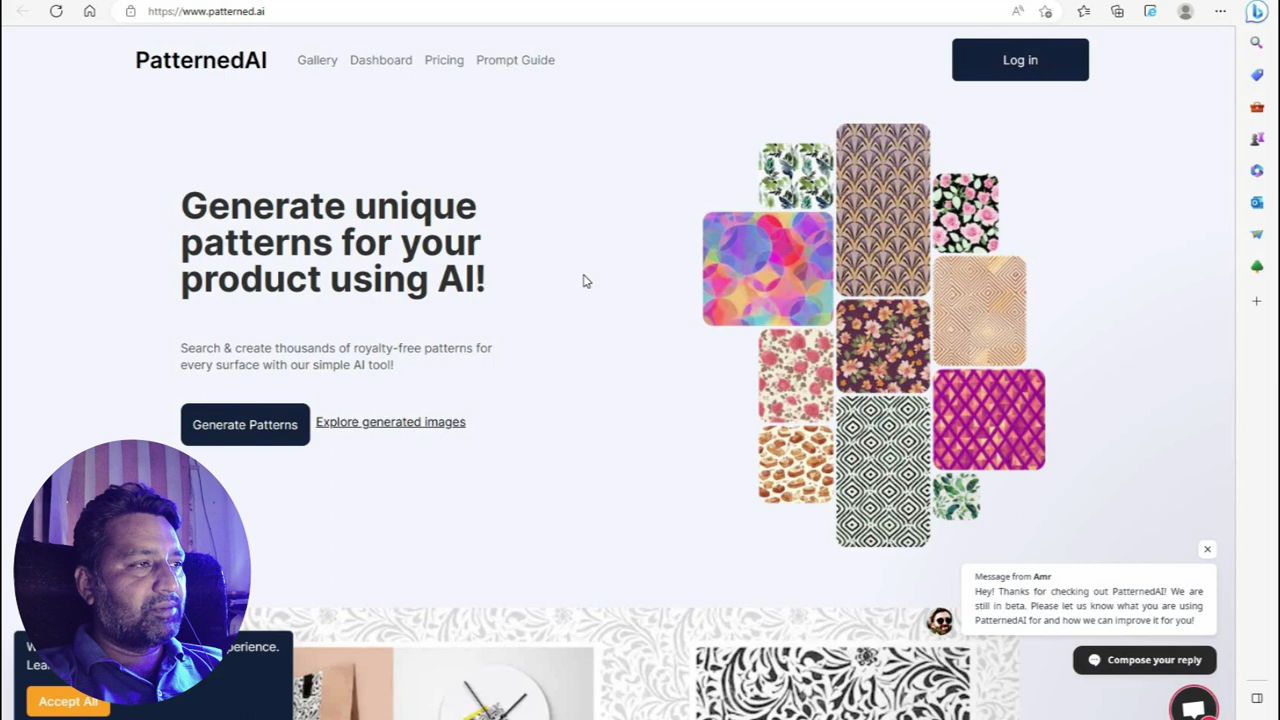 https://www.patterned.ai
PatternedAI
Gallery
Dashboard
Pricing
Prompt Guide
Log in
Generate unique
patterns for your
product using AI!
Search & create thousands of royalty-free patterns for
every surface with our simple AI tool!
Generate Patterns
Explore generated images
Message from Amr
Hey! Thanks for checking out PatternedAI! We are
still in beta. Please let us know what you are using
PatternedAI for and how we can improve it for you!
Compose your reply
perience.
Accept All